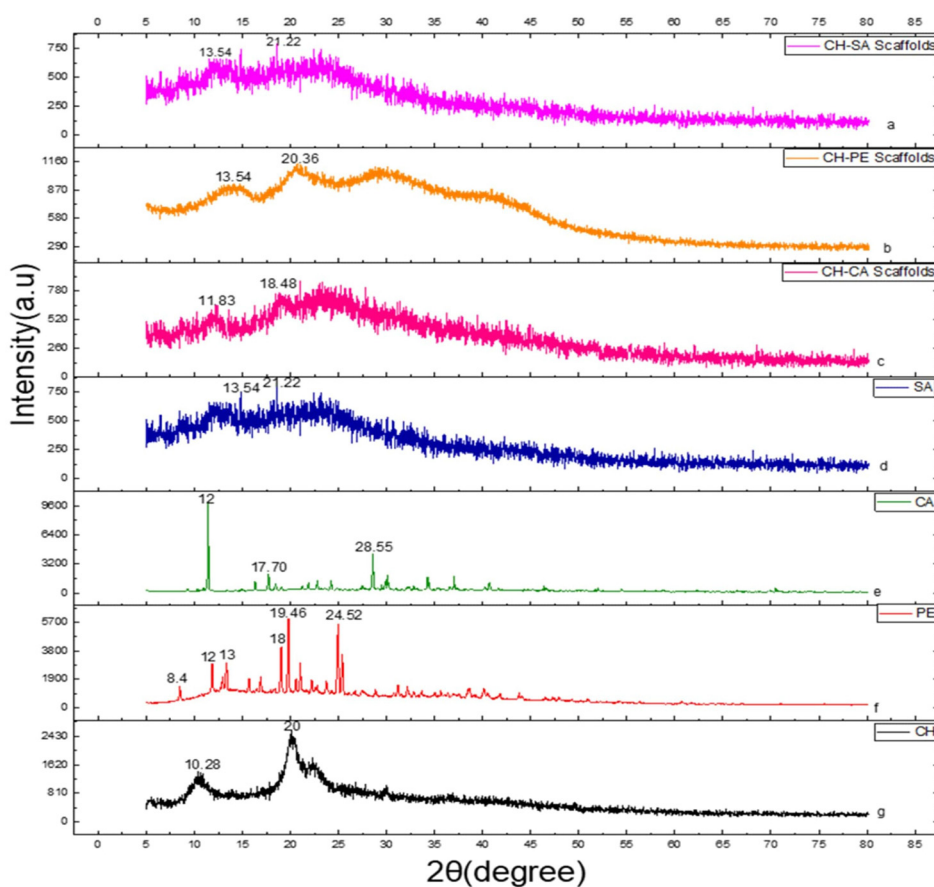 0 5 10 15 20 25 30 35 40 45 50 55 60 65 70 75 80 85
750
500
250
0
13.54
21.22
CH-SA Scaffolds
a
1160
870
580
290
13.54
20.36
CH-PE Scaffolds
b
780
520
260
0
11.83
18.48
CH-CA Scaffolds
c
750
500
250
0
13.54
21.22
SA
d
9600
6400
3200
0
12
17.70
28.55
CA
e
5700
3800
1900
0
8.4
12
13
18
19.46
24.52
PE
f
2430
1620
810
0
10.28
20
CH
g
Intensity(a.u)
0 5 10 15 20 25 30 35 40 45 50 55 60 65 70 75 80 85
2θ(degree)